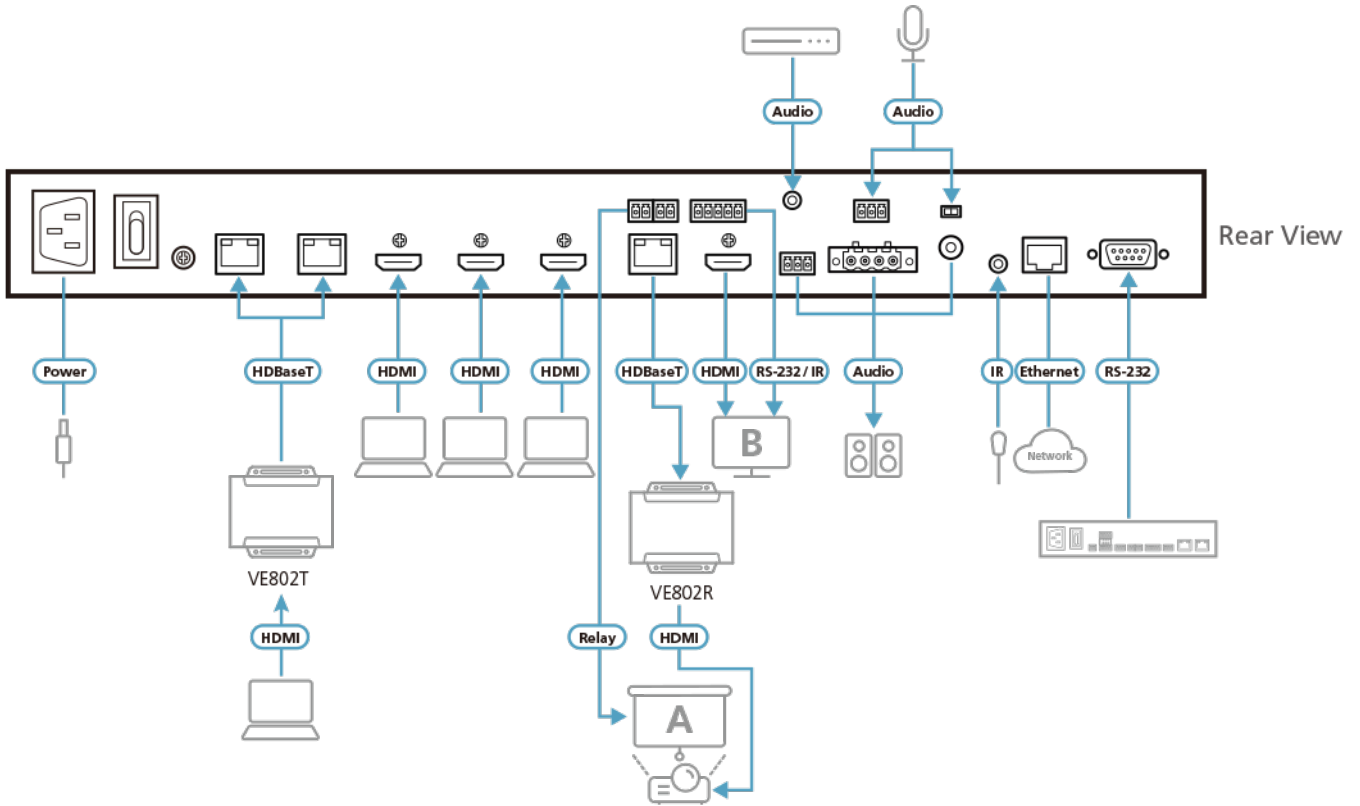 Audio
Audio
Rear View
Power
HDBaseT
HDMI
HDMI
HDMI
HDBaseT
HDMI
RS-232 / IR
Audio
IR
Ethernet
RS-232
B
Network
VE802T
VE802R
HDMI
Relay
HDMI
A